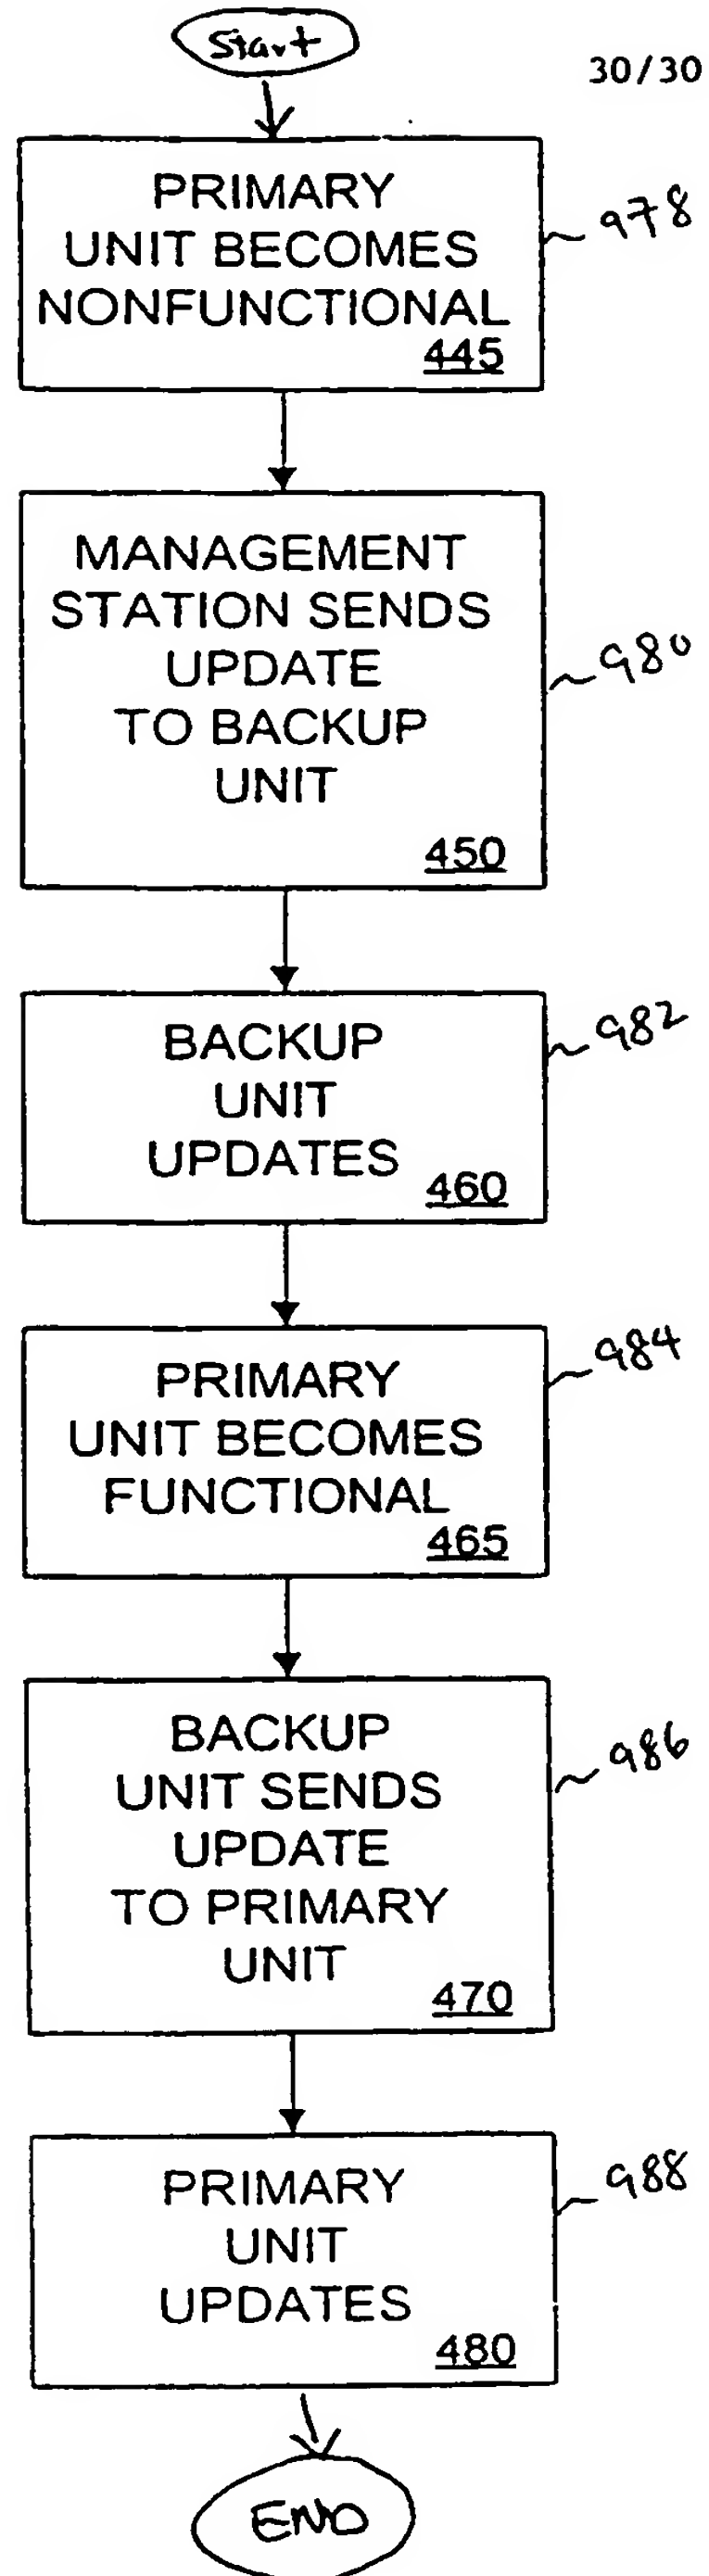 Start
30/30
PRIMARY
UNIT BECOMES
NONFUNCTIONAL
445
978
MANAGEMENT
STATION SENDS
UPDATE
TO BACKUP
UNIT
450
980
BACKUP
UNIT
UPDATES
460
982
PRIMARY
UNIT BECOMES
FUNCTIONAL
465
984
BACKUP
UNIT SENDS
UPDATE
TO PRIMARY
UNIT
470
986
PRIMARY
UNIT
UPDATES
480
988
END